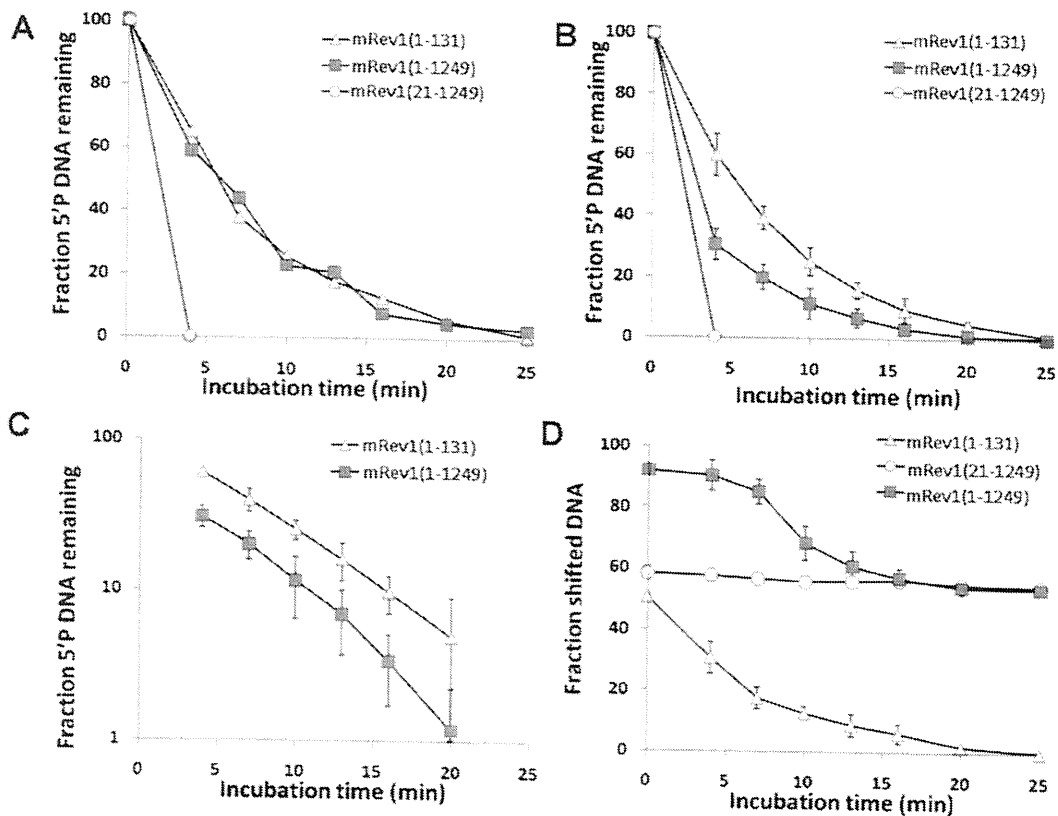 A
100
80
60
40
20
0
Fraction 5'P DNA remaining
mRev1(1-131)
mRev1(1-1249)
mRev1(21-1249)
0 5 10 15 20 25
Incubation time (min)
B
100
80
60
40
20
0
Fraction 5'P DNA remaining
mRev1(1-131)
mRev1(1-1249)
mRev1(21-1249)
0 5 10 15 20 25
Incubation time (min)
C
100
10
1
Fraction 5'P DNA remaining
mRev1(1-131)
mRev1(1-1249)
0 5 10 15 20 25
Incubation time (min)
D
100
80
60
40
20
0
Fraction shifted DNA
mRev1(1-131)
mRev1(21-1249)
mRev1(1-1249)
0 5 10 15 20 25
Incubation time (min)